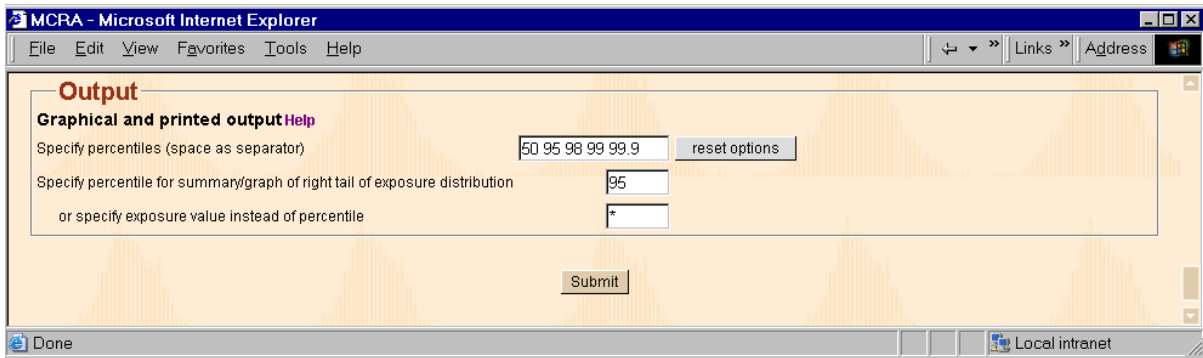 MCRA - Microsoft Internet Explorer
File Edit View Favorites Tools Help » Links » Address
Output
Graphical and printed output Help
Specify percentiles (space as separator) 50 95 98 99 99.9 reset options
Specify percentile for summary/graph of right tail of exposure distribution 95
or specify exposure value instead of percentile *
Submit
Done Local intranet